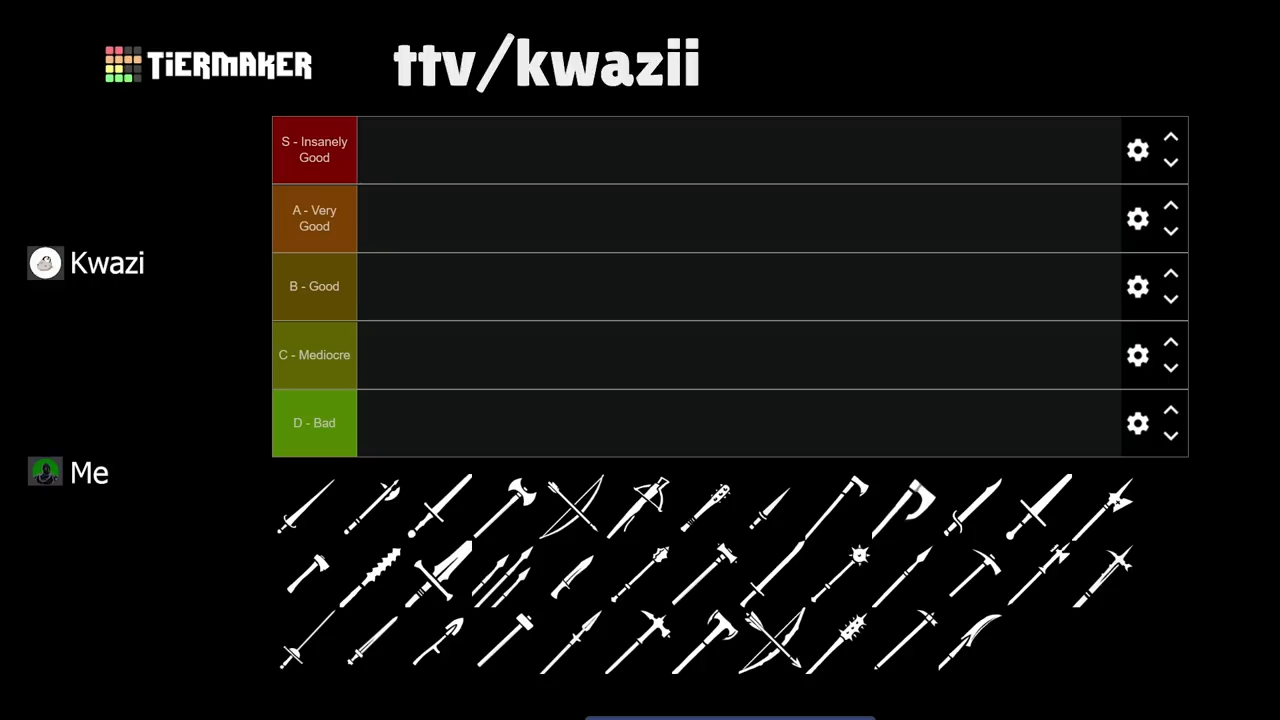 TiERMAKER
ttv/kwazii
S - Insanely
Good
A - Very
Good
Kwazi
B - Good
C - Mediocre
D - Bad
Me